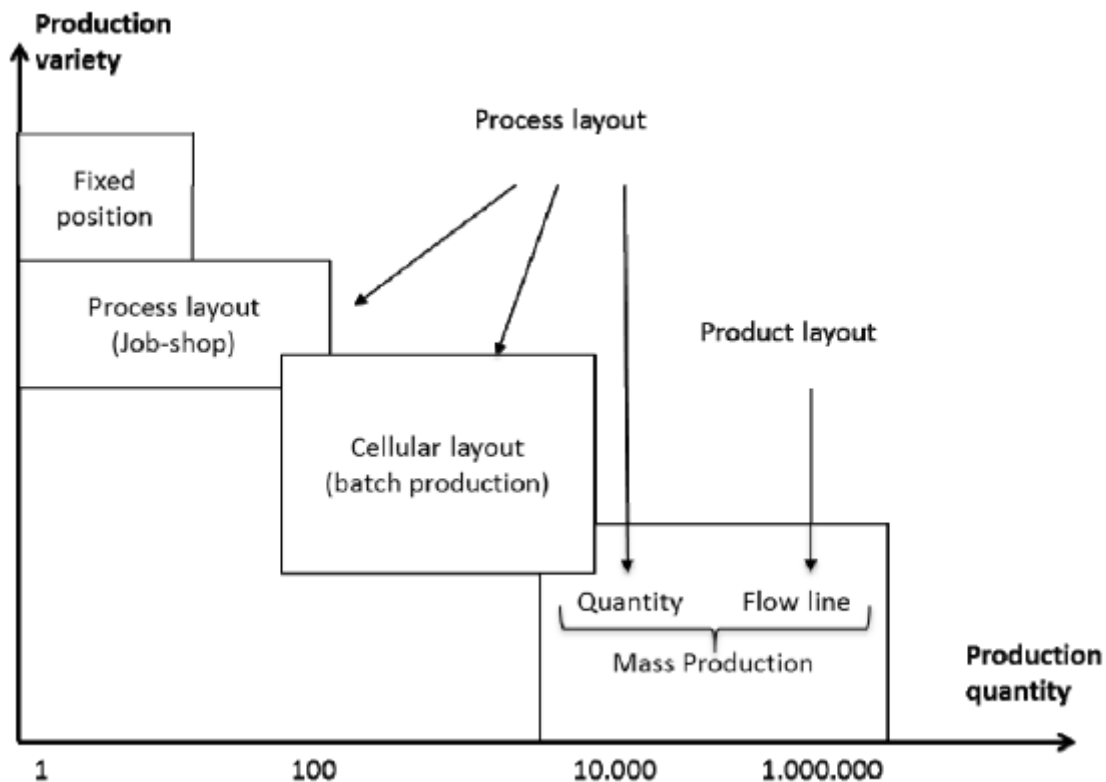 Production
variety
Process layout
Fixed
position
Process layout
(Job-shop)
Product layout
Cellular layout
(batch production)
Quantity
Flow line
Mass Production
Production
quantity
1
100
10.000
1.000.000